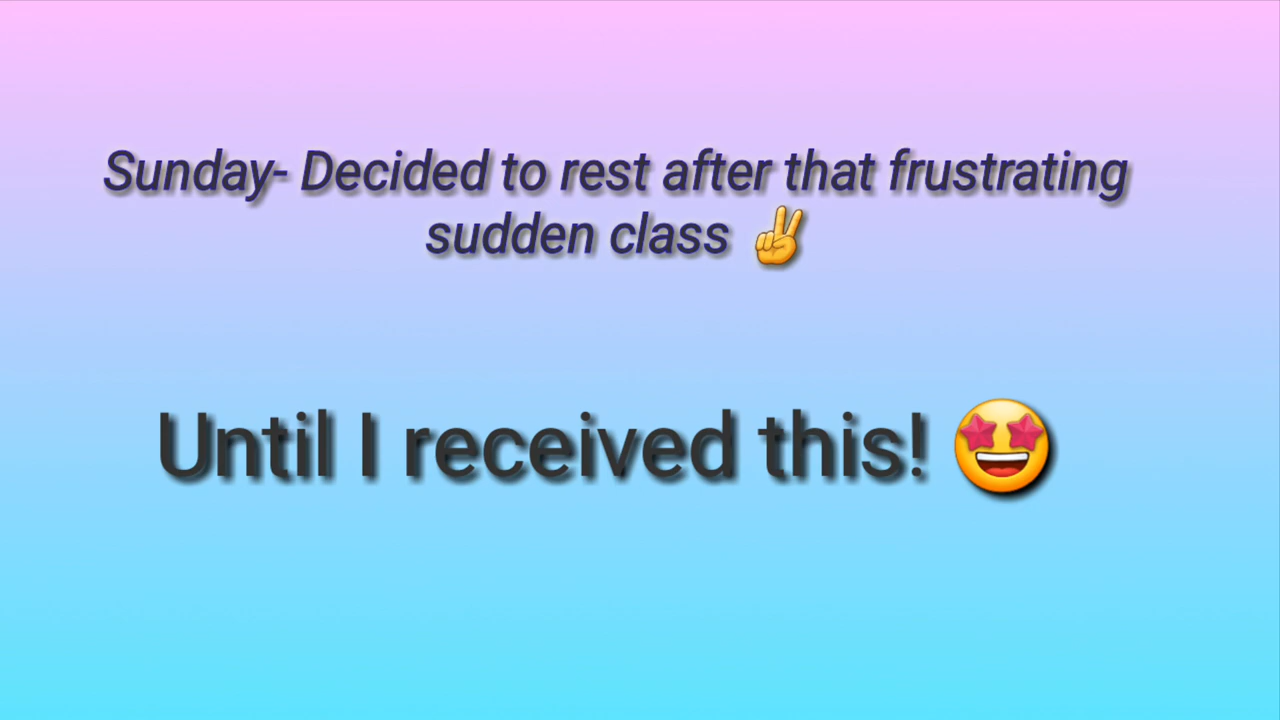 Sunday- Decided to rest after that frustrating
sudden class ✌️
Until I received this! 🤩